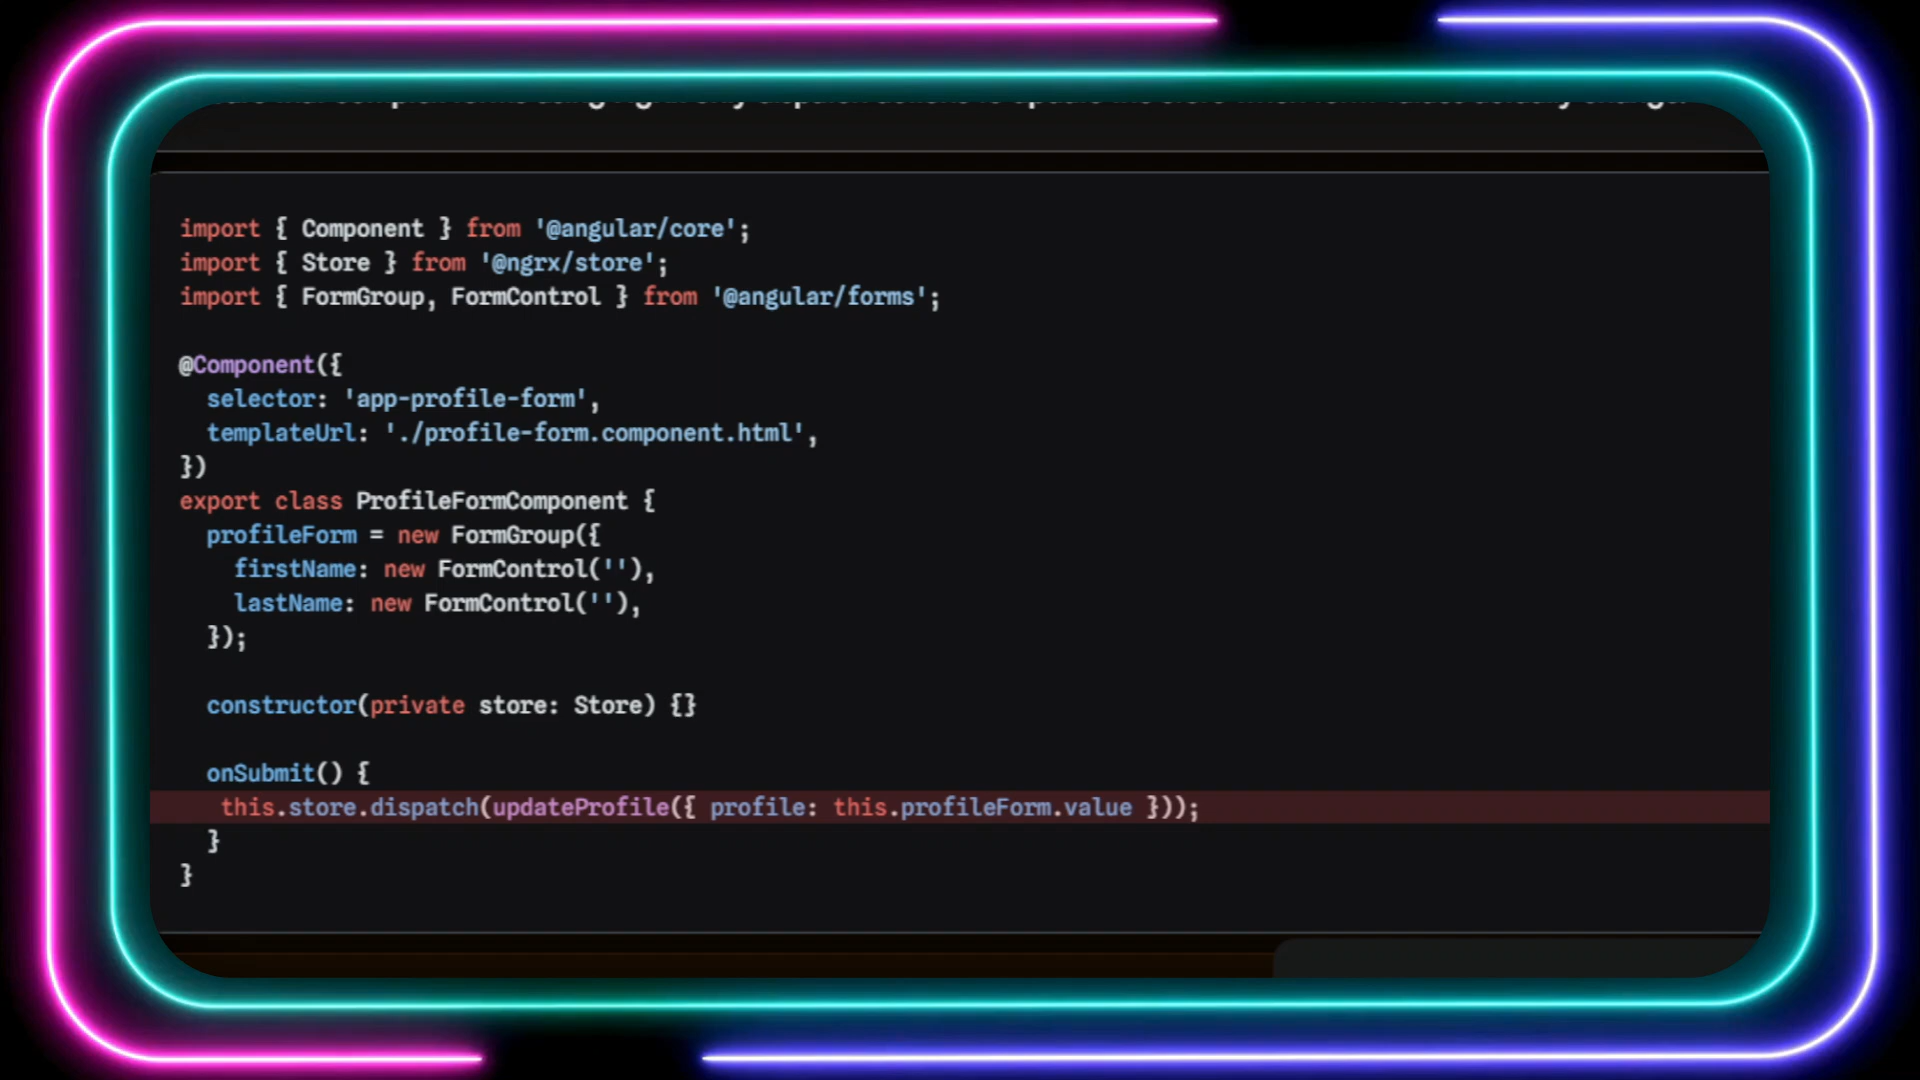 import { Component } from '@angular/core';
import { Store } from '@ngrx/store';
import { FormGroup, FormControl } from '@angular/forms';

@Component({
  selector: 'app-profile-form',
  templateUrl: './profile-form.component.html',
})
export class ProfileFormComponent {
  profileForm = new FormGroup({
    firstName: new FormControl(''),
    lastName: new FormControl(''),
  });

  constructor(private store: Store) {}

  onSubmit() {
    this.store.dispatch(updateProfile({ profile: this.profileForm.value }));
  }
}